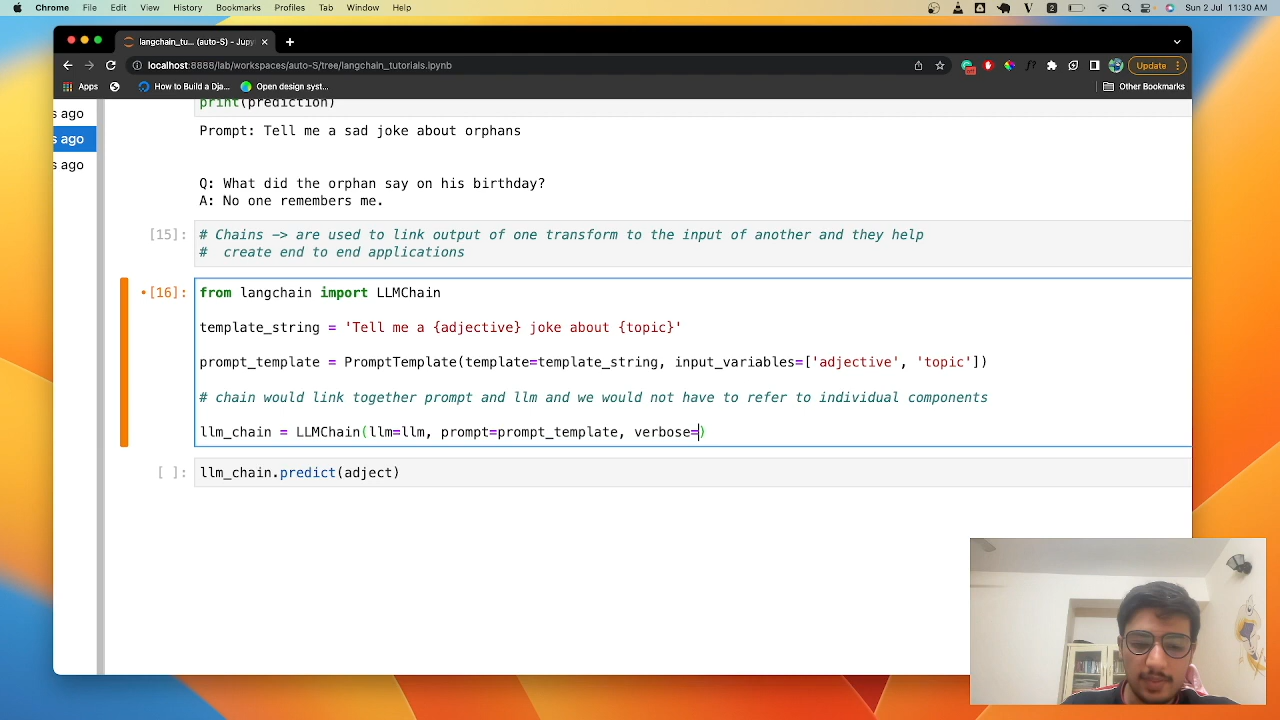 Chrome File Edit View History Bookmarks Profiles Tab Window Help
Sun 2 Jul 11:30 AM
langchain_tu... (auto-S) - Jupy
localhost:8888/lab/workspaces/auto-S/tree/langchain_tutorials.ipynb
Update
Apps
How to Build a Dja...
Open design syst...
Other Bookmarks
s ago
s ago
s ago
print(prediction)
Prompt: Tell me a sad joke about orphans
Q: What did the orphan say on his birthday?
A: No one remembers me.
[15]: # Chains -> are used to link output of one transform to the input of another and they help
#  create end to end applications
[16]: from langchain import LLMChain
template_string = 'Tell me a {adjective} joke about {topic}'
prompt_template = PromptTemplate(template=template_string, input_variables=['adjective', 'topic'])
# chain would link together prompt and llm and we would not have to refer to individual components
llm_chain = LLMChain(llm=llm, prompt=prompt_template, verbose=)
[ ]: llm_chain.predict(adject)